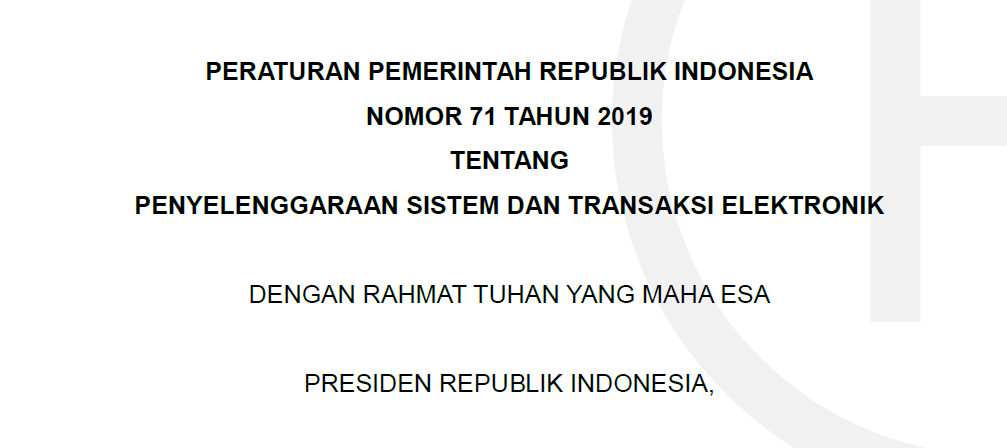 PERATURAN PEMERINTAH REPUBLIK INDONESIA
NOMOR 71 TAHUN 2019
TENTANG
PENYELENGGARAAN SISTEM DAN TRANSAKSI ELEKTRONIK
DENGAN RAHMAT TUHAN YANG MAHA ESA
PRESIDEN REPUBLIK INDONESIA,